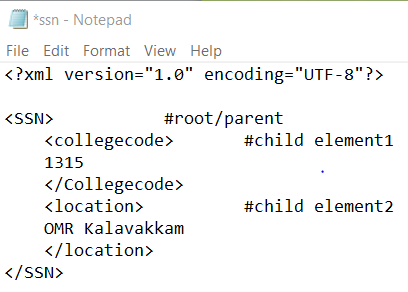 *ssn - Notepad
File Edit Format View Help
<?xml version="1.0" encoding="UTF-8"?>
<SSN> #root/parent
<collegecode> #child element1
1315
</Collegecode>
<location> #child element2
OMR Kalavakkam
</location>
</SSN>